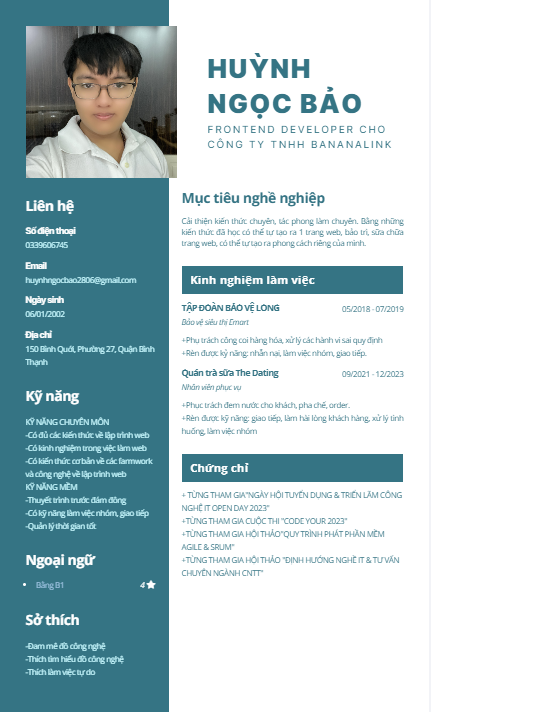 HUỲNH
NGỌC BẢO
FRONTEND DEVELOPER CHO
CÔNG TY TNHH BANANALINK
Liên hệ
Số điện thoại
0339606745
Email
huynhngocbao2806@gmail.com
Ngày sinh
06/01/2002
Địa chỉ
150 Bình Quới, Phường 27, Quận Bình
Thạnh
Kỹ năng
KỸ NĂNG CHUYÊN MÔN
-Có đủ các kiến thức về lập trình web
-Có kinh nghiệm trong việc làm web
-Có kiến thức cơ bản về các farmwork
và công nghệ về lập trình web
KỸ NĂNG MỀM
-Thuyết trình trước đám đông
-Có kỹ năng làm việc nhóm, giao tiếp
-Quản lý thời gian tốt
Ngoại ngữ
Bằng B1 4
Sở thích
-Đam mê đồ công nghệ
-Thích tìm hiểu đồ công nghệ
-Thích làm việc tự do
Mục tiêu nghề nghiệp
Cải thiện kiến thức chuyên, tác phong làm chuyên. Bằng những
kiến thức đã học có thể tự tạo ra 1 trang web, bảo trì, sửa chữa
trang web, có thể tự tạo ra phong cách riêng của mình.
Kinh nghiệm làm việc
TẬP ĐOÀN BẢO VỆ LONG 05/2018 - 07/2019
Bảo vệ siêu thị Emart
+Phụ trách công coi hàng hóa, xử lý các hành vi sai quy định
+Rèn được kỷ năng: nhẫn nại, làm việc nhóm, giao tiếp.
Quán trà sữa The Dating 09/2021 - 12/2023
Nhân viên phục vụ
+Phục trách đem nước cho khách, pha chế, order.
+Rèn được kỹ năng: giao tiếp, làm hài lòng khách hàng, xử lý tình
huống, làm việc nhóm
Chứng chỉ
+ TỪNG THAM GIA"NGÀY HỘI TUYỂN DỤNG & TRIỂN LÃM CÔNG
NGHỆ IT OPEN DAY 2023"
+TỪNG THAM GIA CUỘC THI "CODE YOUR 2023"
+TỪNG THAM GIA HỘI THẢO"QUY TRÌNH PHÁT PHẦN MỀM
AGILE & SRUM"
+TỪNG THAM GIA HỘI THẢO "ĐỊNH HƯỚNG NGHỀ IT & TƯ VẤN
CHUYÊN NGÀNH CNTT"